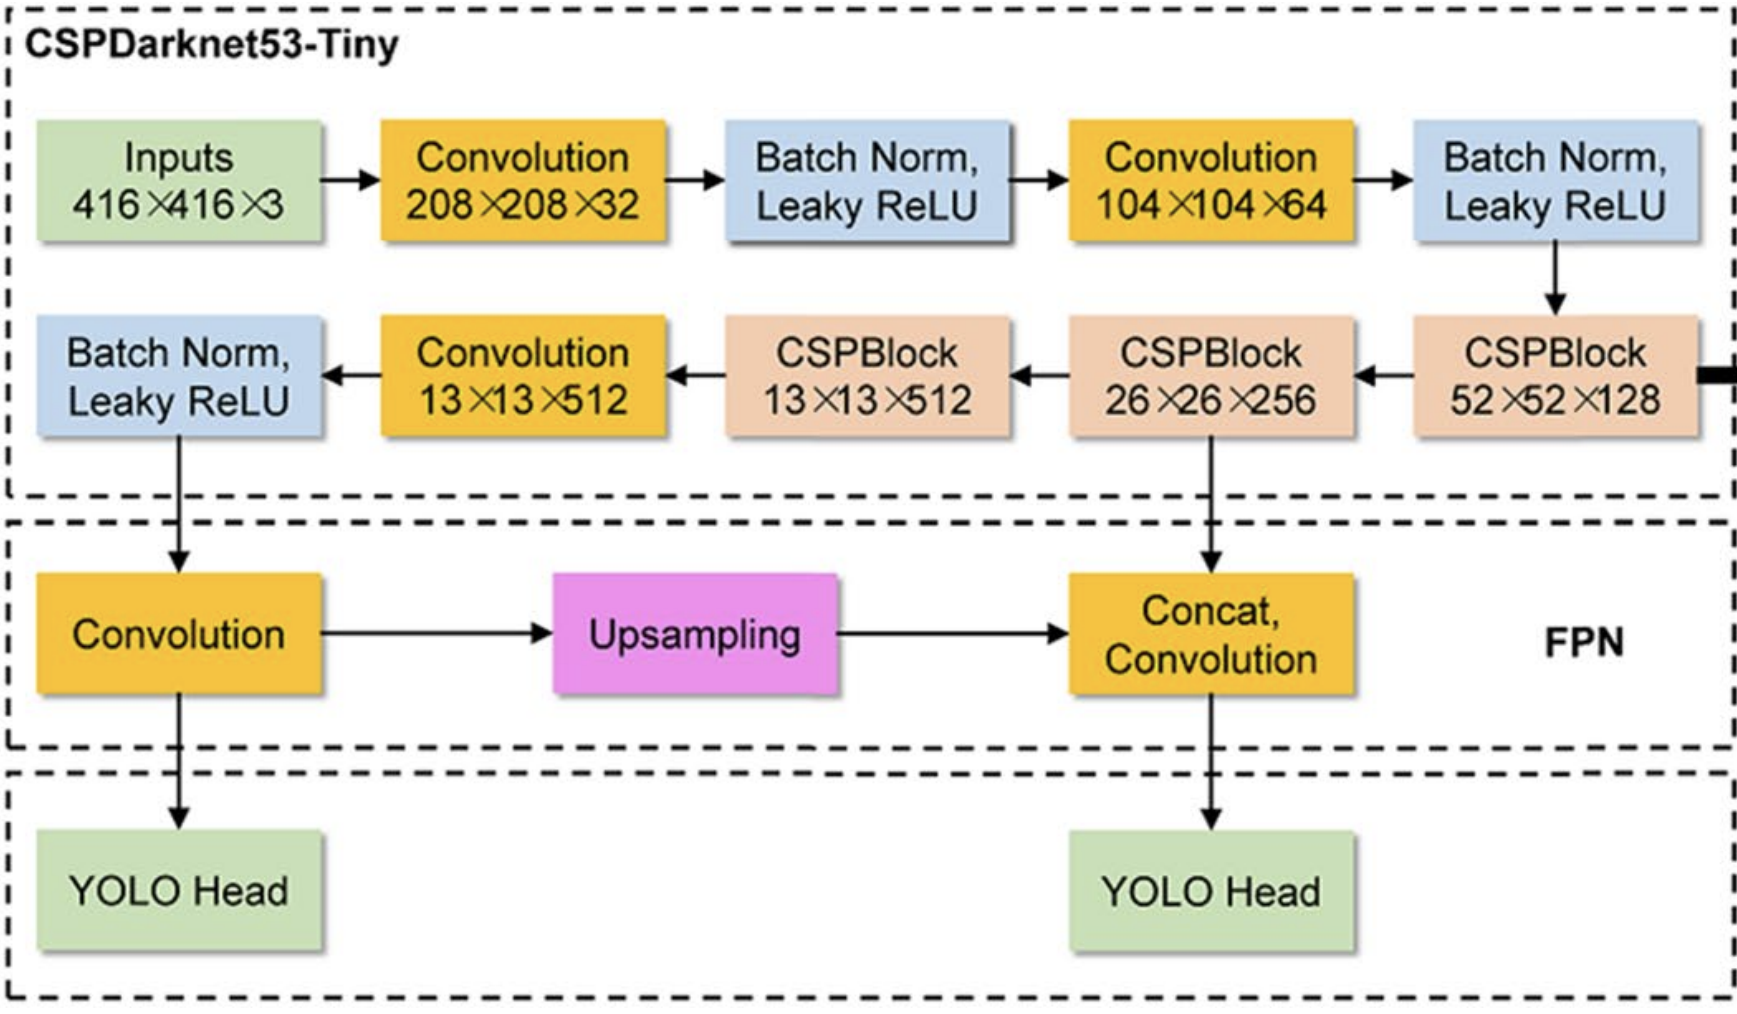 CSPDarknet53-Tiny
Inputs
416×416×3
Convolution
208×208×32
Batch Norm,
Leaky ReLU
Convolution
104×104×64
Batch Norm,
Leaky ReLU
Batch Norm,
Leaky ReLU
Convolution
13×13×512
CSPBlock
13×13×512
CSPBlock
26×26×256
CSPBlock
52×52×128
Convolution
Upsampling
Concat,
Convolution
FPN
YOLO Head
YOLO Head